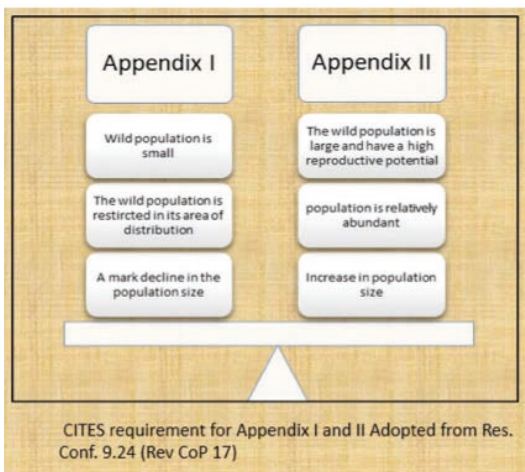 Appendix I
Appendix II
Wild population is
small
The wild population is
large and have a high
reproductive potential
The wild population is
restircted in its area of
distribution
population is relatively
abundant
A mark decline in the
population size
Increase in population
size
CITES requirement for Appendix I and II Adopted from Res.
Conf. 9.24 (Rev CoP 17)